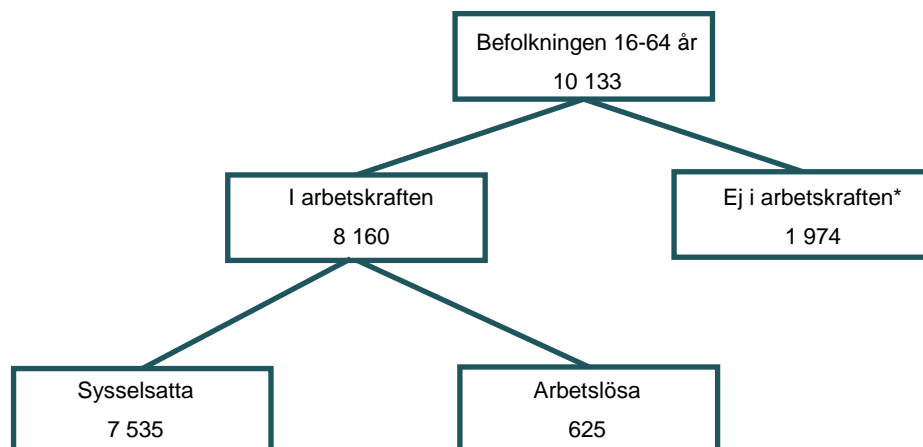 Befolkningen 16-64 år
10 133
I arbetskraften
8 160
Ej i arbetskraften*
1 974
Sysselsatta
7 535
Arbetslösa
625